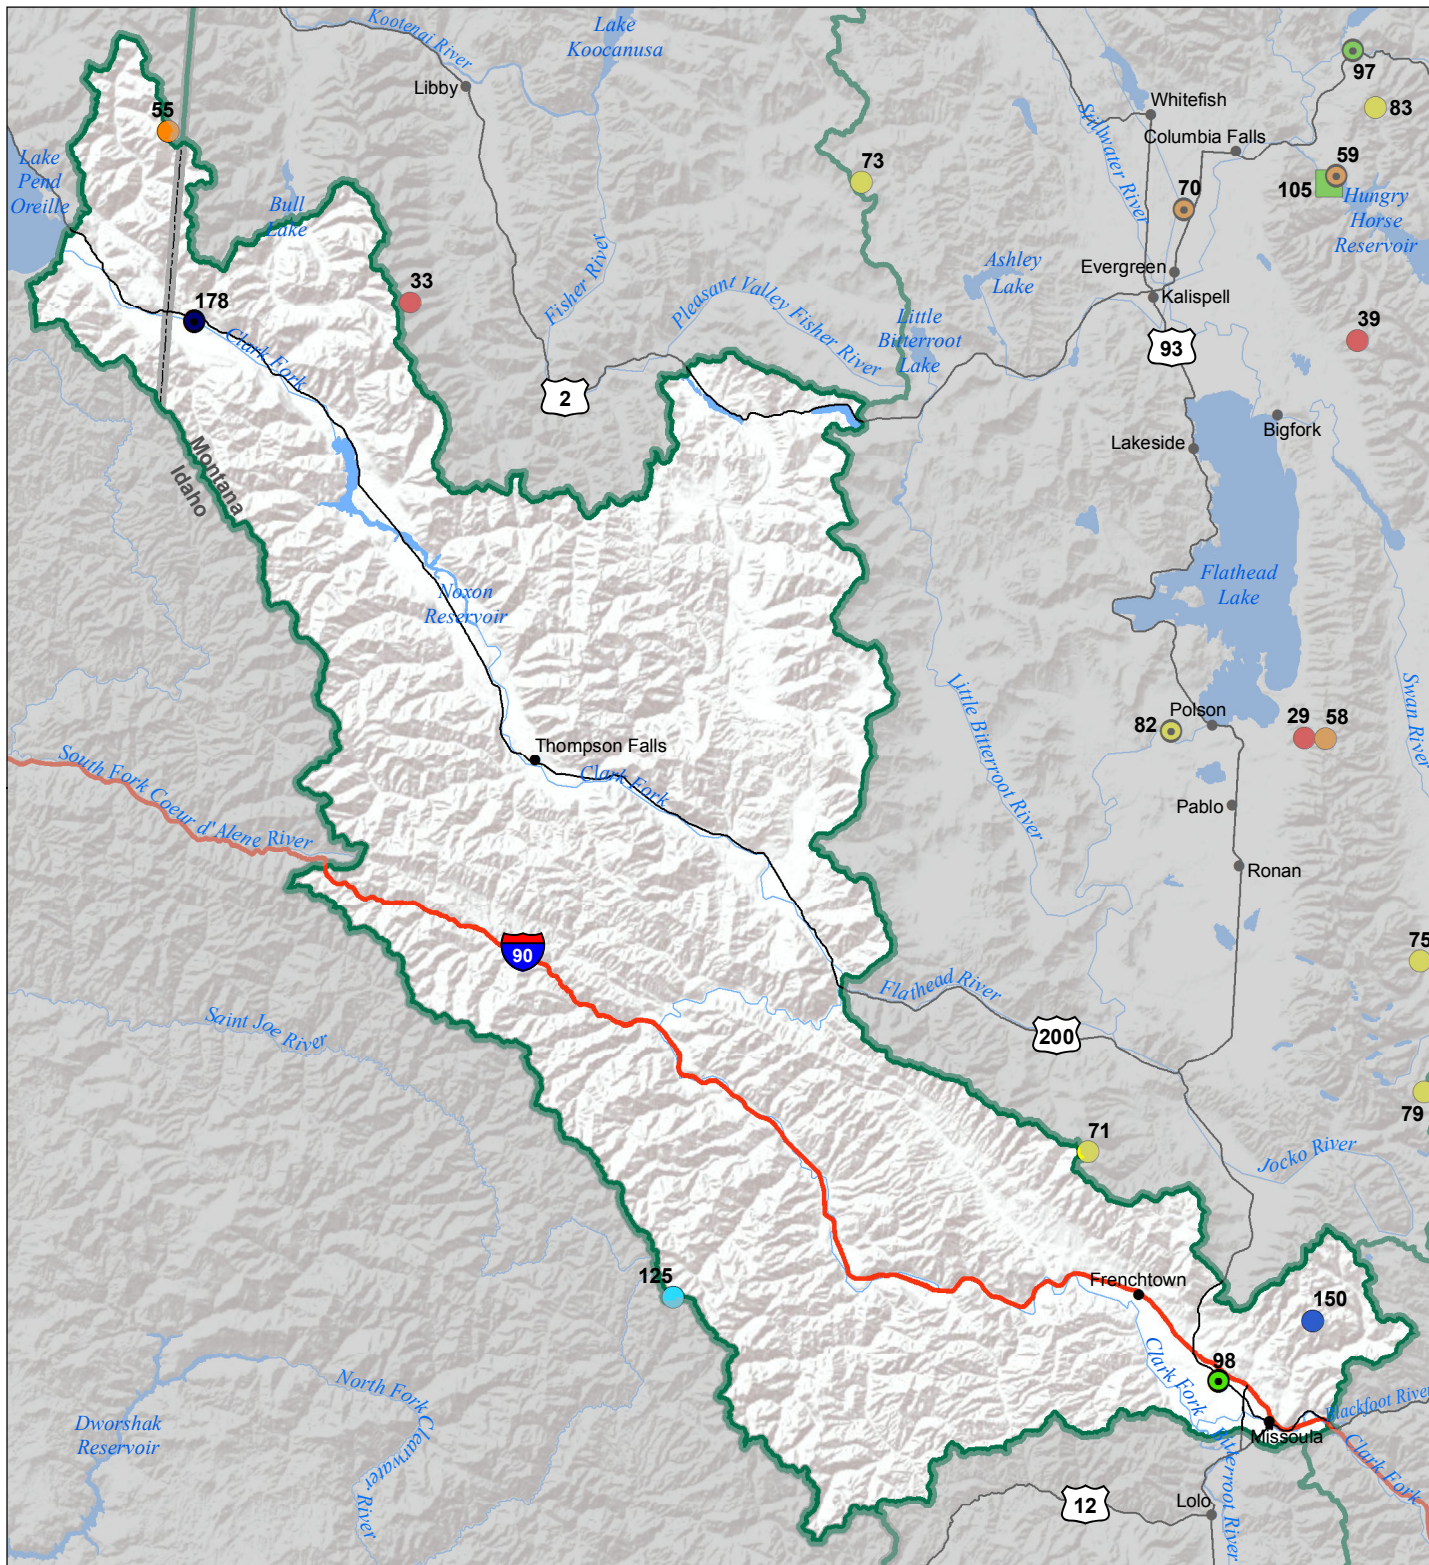 Kootenai River
Lake
Koocanusa
Libby
97
Whitefish
83
55
Stillwater River
Columbia Falls
Lake
Pend
Oreille
73
59
105
70
Hungry
Horse
Reservoir
Bull
Lake
33
Fisher River
Ashley
Lake
Evergreen
Kalispell
178
Clark Fork
Pleasant Valley Fisher River
Little
Bitterroot
Lake
93
39
2
Bigfork
Lakeside
Montana
Idaho
Flathead
Lake
Noxon
Reservoir
Swan River
Little Bitterroot River
Polson
82
29
58
Thompson Falls
Clark Fork
South Fork Coeur d'Alene River
Pablo
Ronan
90
75
Flathead River
Saint Joe River
200
79
71
Jocko River
125
Frenchtown
150
98
Clark Fork
North Fork Clearwater River
Dworshak
Reservoir
Blackfoot River
Missoula
Bitterroot River
Clark Fork
12
Lolo